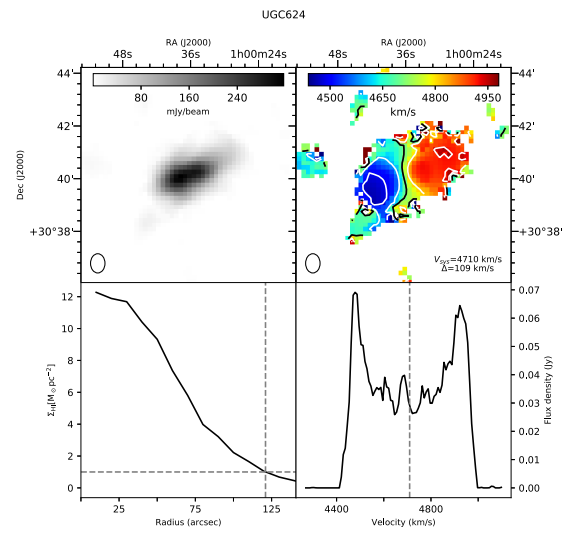 UGC624
RA (J2000)
48s 36s 1h00m24s
RA (J2000)
48s 36s 1h00m24s
44'
42'
40'
+30°38'
Dec (J2000)
80 160 240
mJy/beam
4500 4650 4800 4950
km/s
V_sys=4710 km/s
Δ=109 km/s
44'
42'
40'
+30°38'
12
10
8
6
4
2
0
Σ_HI[M_⊙ pc⁻²]
25 75 125
Radius (arcsec)
0.07
0.06
0.05
0.04
0.03
0.02
0.01
0.00
Flux density (Jy)
4400 4800
Velocity (km/s)